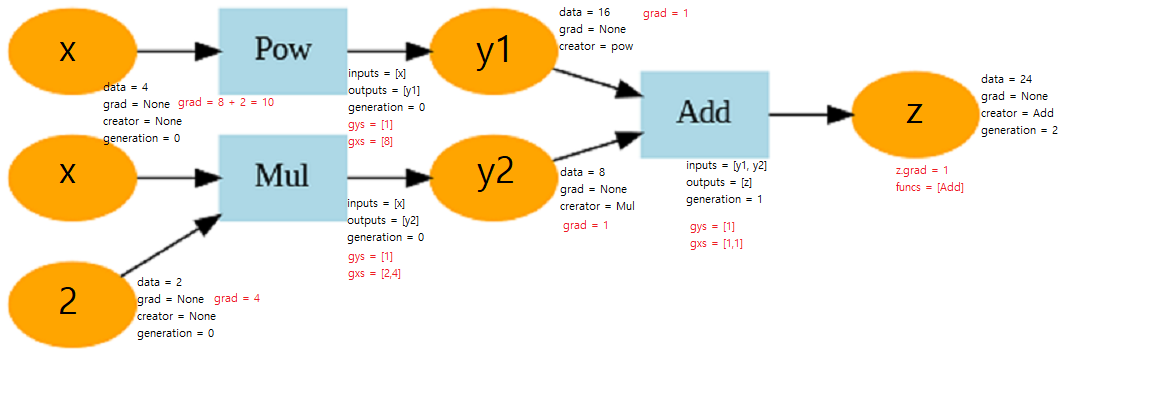 x
Pow
y1
data = 16 grad = 1
grad = None
creator = pow
data = 4
grad = None grad = 8 + 2 = 10
creator = None
generation = 0
inputs = [x]
outputs = [y1]
generation = 0
gys = [1]
gxs = [8]
Add
z
data = 24
grad = None
creator = Add
generation = 2
x
Mul
y2
inputs = [y1, y2]
outputs = [z]
generation = 1
gys = [1]
gxs = [1,1]
z.grad = 1
funcs = [Add]
data = 8
grad = None
crerator = Mul
grad = 1
inputs = [x]
outputs = [y2]
generation = 0
gys = [1]
gxs = [2,4]
2
data = 2
grad = None grad = 4
creator = None
generation = 0